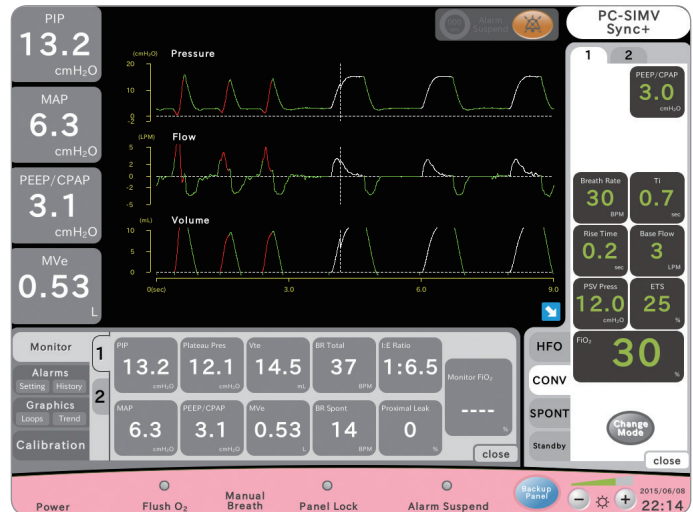 PIP
13.2
cmH₂O
MAP
6.3
cmH₂O
PEEP/CPAP
3.1
cmH₂O
MVe
0.53
L
Alarm
Suspend
PC-SIMV
Sync+
(cmH₂O)
Pressure
20
10
0
-2
(LPM)
Flow
5
2
0
-2
-5
(mL)
Volume
10
5
0
0(sec)
3.0
6.0
9.0
1 2
PEEP/CPAP
3.0
cmH₂O
Breath Rate
30
BPM
Ti
0.7
sec
Rise Time
0.2
sec
Base Flow
3
LPM
PSV Press
12.0
cmH₂O
ETS
25
%
FiO₂
30
%
Change
Mode
close
Monitor
Alarms
Setting History
Graphics
Loops Trend
Calibration
1
2
PIP
13.2
cmH₂O
Plateau Pres
12.1
cmH₂O
Vte
14.5
mL
BR Total
37
BPM
I:E Ratio
1:6.5
Monitor FiO₂
----
%
MAP
6.3
cmH₂O
PEEP/CPAP
3.1
cmH₂O
MVe
0.53
L
BR Spont
14
BPM
Proximal Leak
0
%
close
HFO
CONV
SPONT
Standby
Power
Flush O₂
Manual
Breath
Panel Lock
Alarm Suspend
Backup
Panel
2015/06/08
22:14